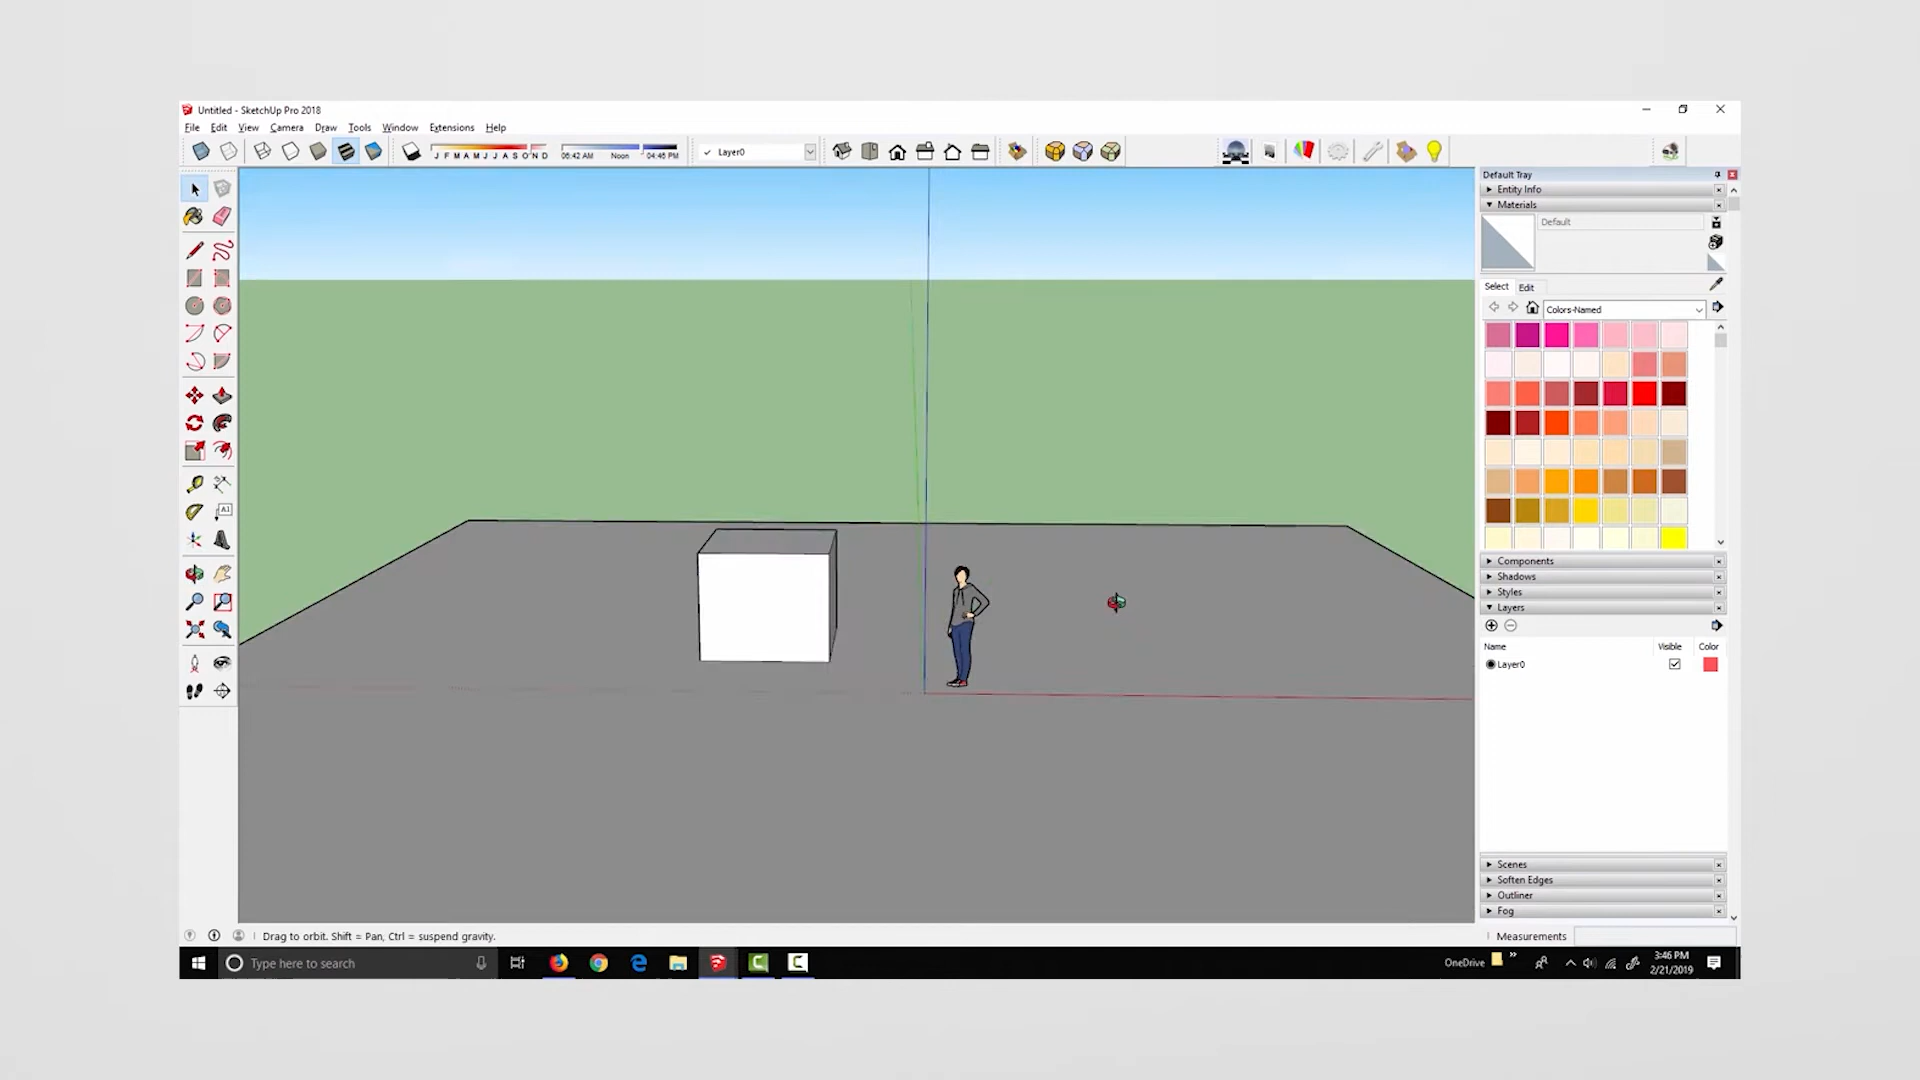 Untitled - SketchUp Pro 2018
File Edit View Camera Draw Tools Window Extensions Help
J F M A M J J A S O N D 06:42 AM Noon 04:46 PM Layer0
Default Tray
Entity Info
Materials
Default
Select Edit
Colors-Named
A1
Components
Shadows
Styles
Layers
Name Visible Color
Layer0
Scenes
Soften Edges
Outliner
Fog
Drag to orbit. Shift = Pan, Ctrl = suspend gravity.
Measurements
Type here to search
OneDrive
3:46 PM
2/21/2019